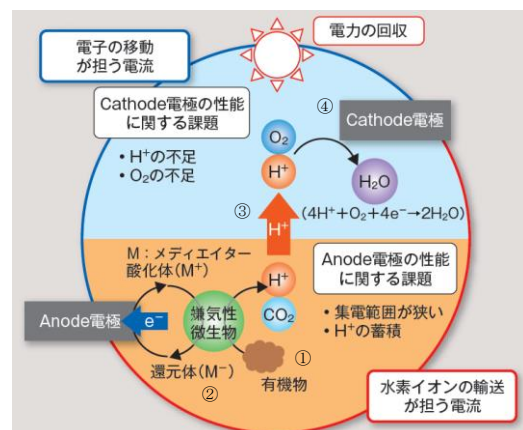 電力の回収
電子の移動
が担う電流
Cathode電極の性能
に関する課題
・H⁺の不足
・O₂の不足
④
Cathode電極
O₂
H⁺
H₂O
(4H⁺+O₂+4e⁻→2H₂O)
③
H⁺
M：メディエイター
酸化体(M⁺)
Anode電極の性能
に関する課題
・集電範囲が狭い
・H⁺の蓄積
H⁺
CO₂
Anode電極
e⁻
嫌気性
微生物
①
還元体(M⁻)
②
有機物
水素イオンの輸送
が担う電流